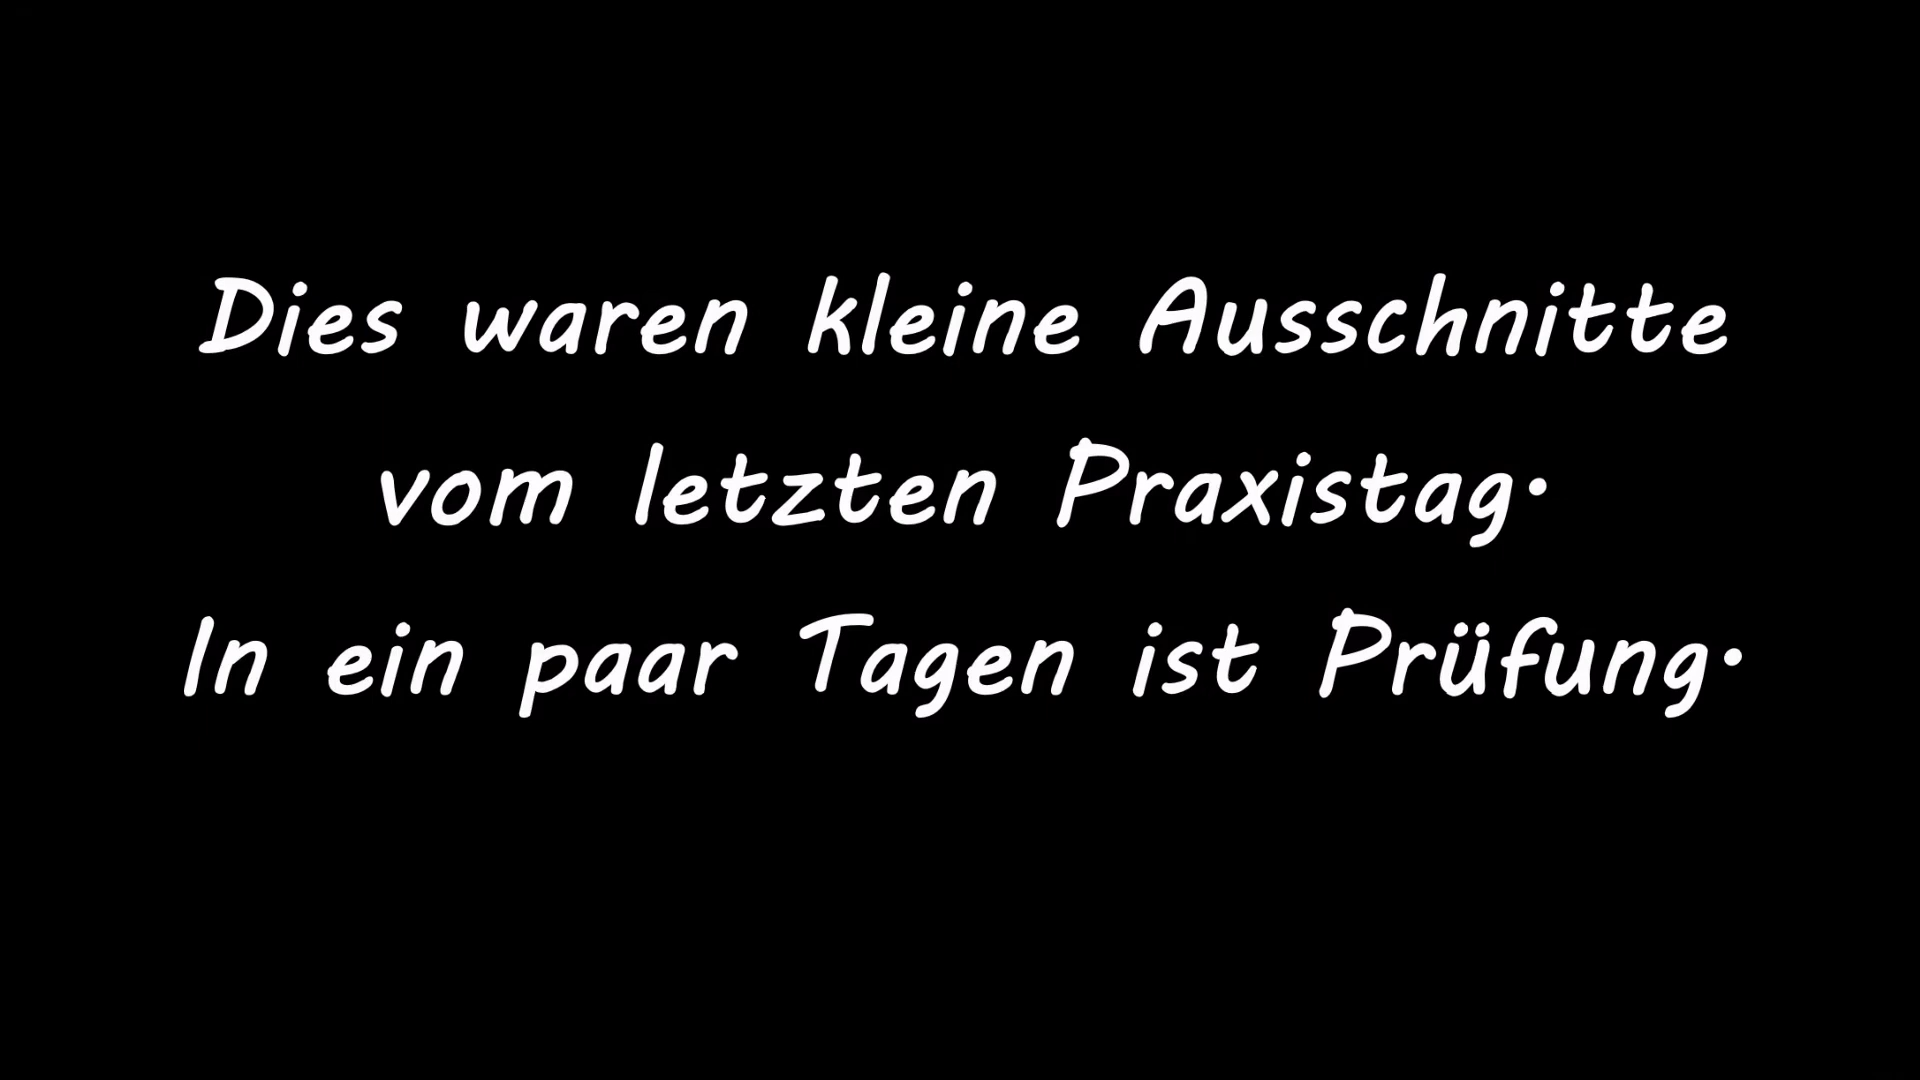 Dies waren kleine Ausschnitte
vom letzten Praxistag.
In ein paar Tagen ist Prüfung.